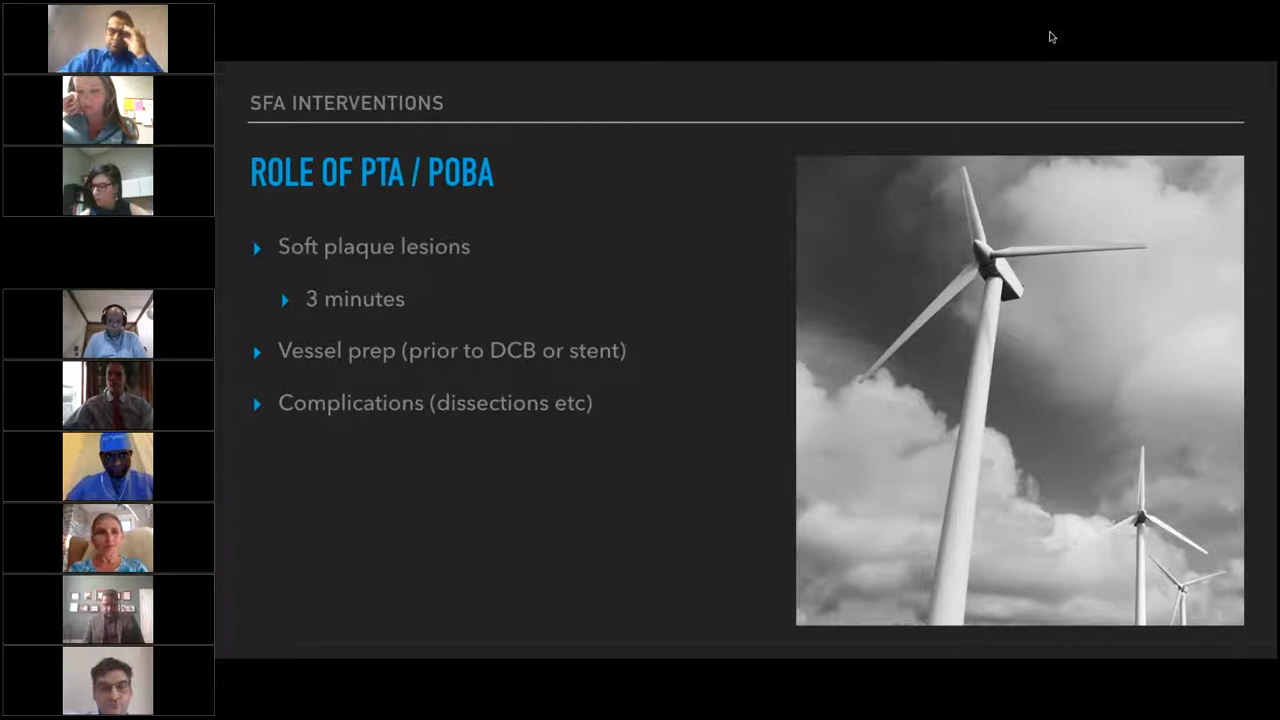 SFA INTERVENTIONS
ROLE OF PTA / POBA
Soft plaque lesions
3 minutes
Vessel prep (prior to DCB or stent)
Complications (dissections etc)